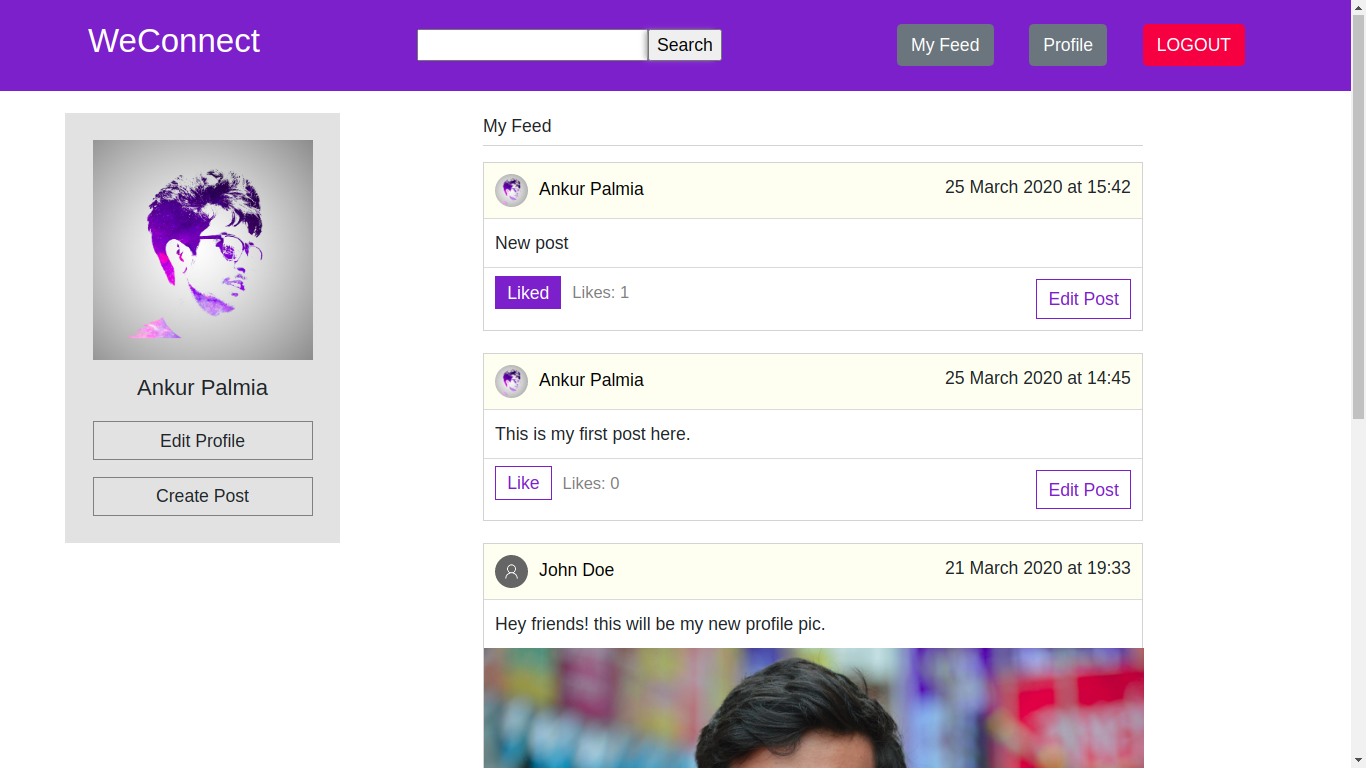 WeConnect
Search
My Feed
Profile
LOGOUT
Ankur Palmia
Edit Profile
Create Post
My Feed
Ankur Palmia
25 March 2020 at 15:42
New post
Liked
Likes: 1
Edit Post
Ankur Palmia
25 March 2020 at 14:45
This is my first post here.
Like
Likes: 0
Edit Post
John Doe
21 March 2020 at 19:33
Hey friends! this will be my new profile pic.